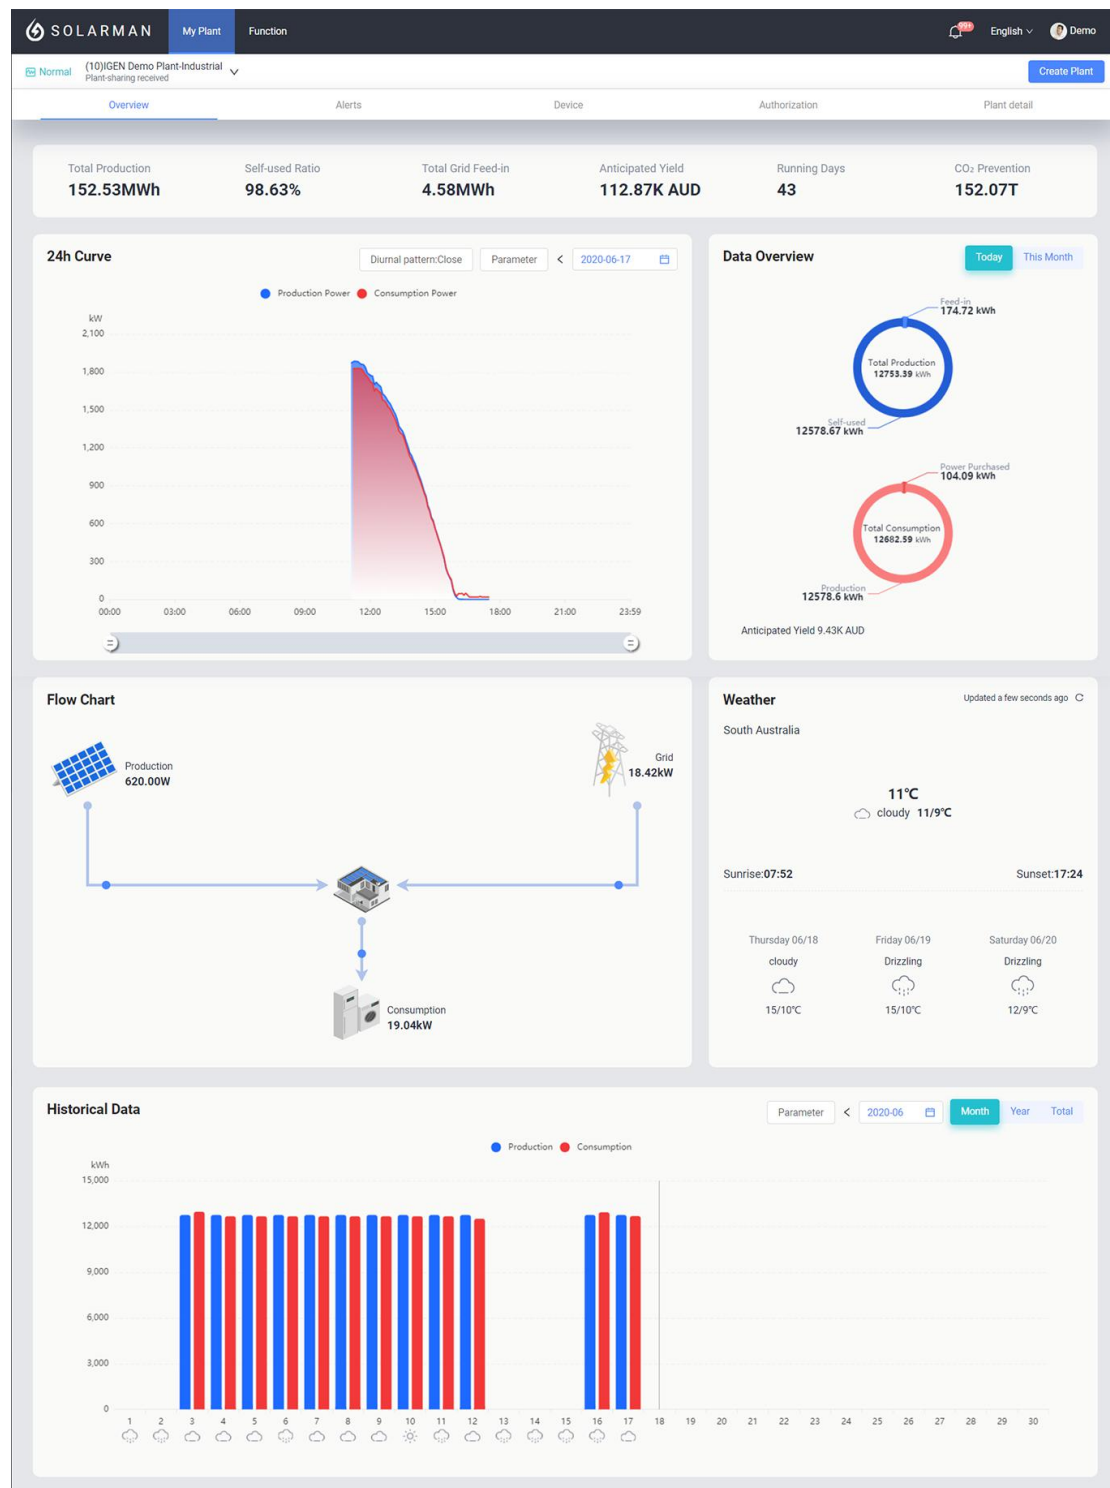 SOLARMAN My Plant Function 99+ English Demo
Normal (10)IGEN Demo Plant-Industrial Create Plant
Plant-sharing received
Overview Alerts Device Authorization Plant detail
Total Production Self-used Ratio Total Grid Feed-in Anticipated Yield Running Days CO₂ Prevention
152.53MWh 98.63% 4.58MWh 112.87K AUD 43 152.07T
24h Curve Diurnal pattern:Close Parameter < 2020-06-17
Production Power Consumption Power
kW
2,100
1,800
1,500
1,200
900
600
300
0
00:00 03:00 06:00 09:00 12:00 15:00 18:00 21:00 23:59
Data Overview Today This Month
Feed-in
174.72 kWh
Total Production
12753.39 kWh
Self-used
12578.67 kWh
Power Purchased
104.09 kWh
Total Consumption
12682.59 kWh
Production
12578.6 kWh
Anticipated Yield 9.43K AUD
Flow Chart
Production
620.00W
Grid
18.42kW
Consumption
19.04kW
Weather Updated a few seconds ago
South Australia
11℃
cloudy 11/9℃
Sunrise:07:52 Sunset:17:24
Thursday 06/18 Friday 06/19 Saturday 06/20
cloudy Drizzling Drizzling
15/10℃ 15/10℃ 12/9℃
Historical Data Parameter < 2020-06 Month Year Total
Production Consumption
kWh
15,000
12,000
9,000
6,000
3,000
0
1 2 3 4 5 6 7 8 9 10 11 12 13 14 15 16 17 18 19 20 21 22 23 24 25 26 27 28 29 30